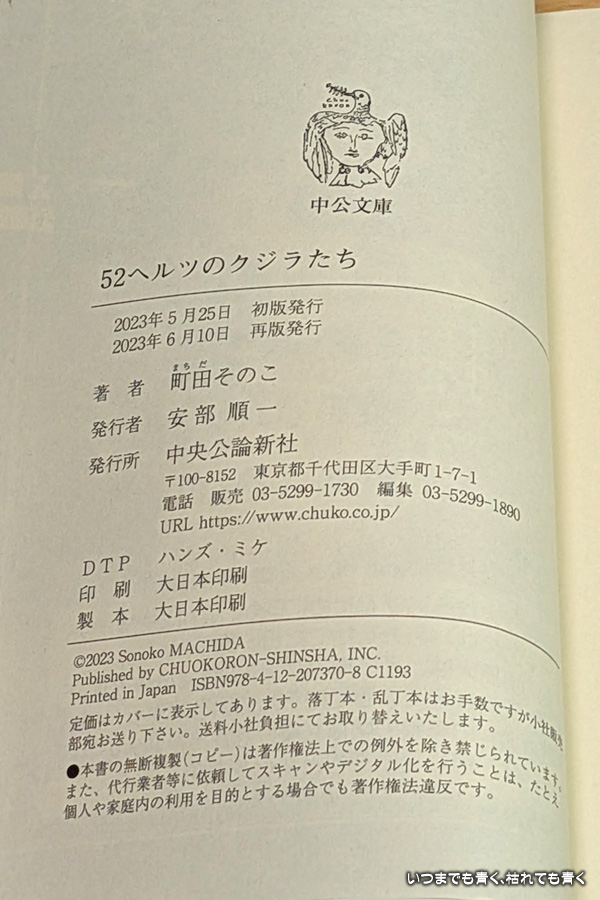 中公文庫
52ヘルツのクジラたち
2023年5月25日 初版発行
2023年6月10日 再版発行
まち だ
著 者 町田そのこ
発行者 安部順一
発行所 中央公論新社
〒100-8152 東京都千代田区大手町1-7-1
電話 販売 03-5299-1730 編集 03-5299-1890
URL https://www.chuko.co.jp/
DTP ハンズ・ミケ
印 刷 大日本印刷
製 本 大日本印刷
©2023 Sonoko MACHIDA
Published by CHUOKORON-SHINSHA, INC.
Printed in Japan ISBN978-4-12-207370-8 C1193
定価はカバーに表示してあります。落丁本・乱丁本はお手数ですが小社販売
部宛お送り下さい。送料小社負担にてお取り替えいたします。
●本書の無断複製(コピー)は著作権法上での例外を除き禁じられています。
また、代行業者等に依頼してスキャンやデジタル化を行うことは、たとえ
個人や家庭内の利用を目的とする場合でも著作権法違反です。
いつまでも青く、枯れても青く